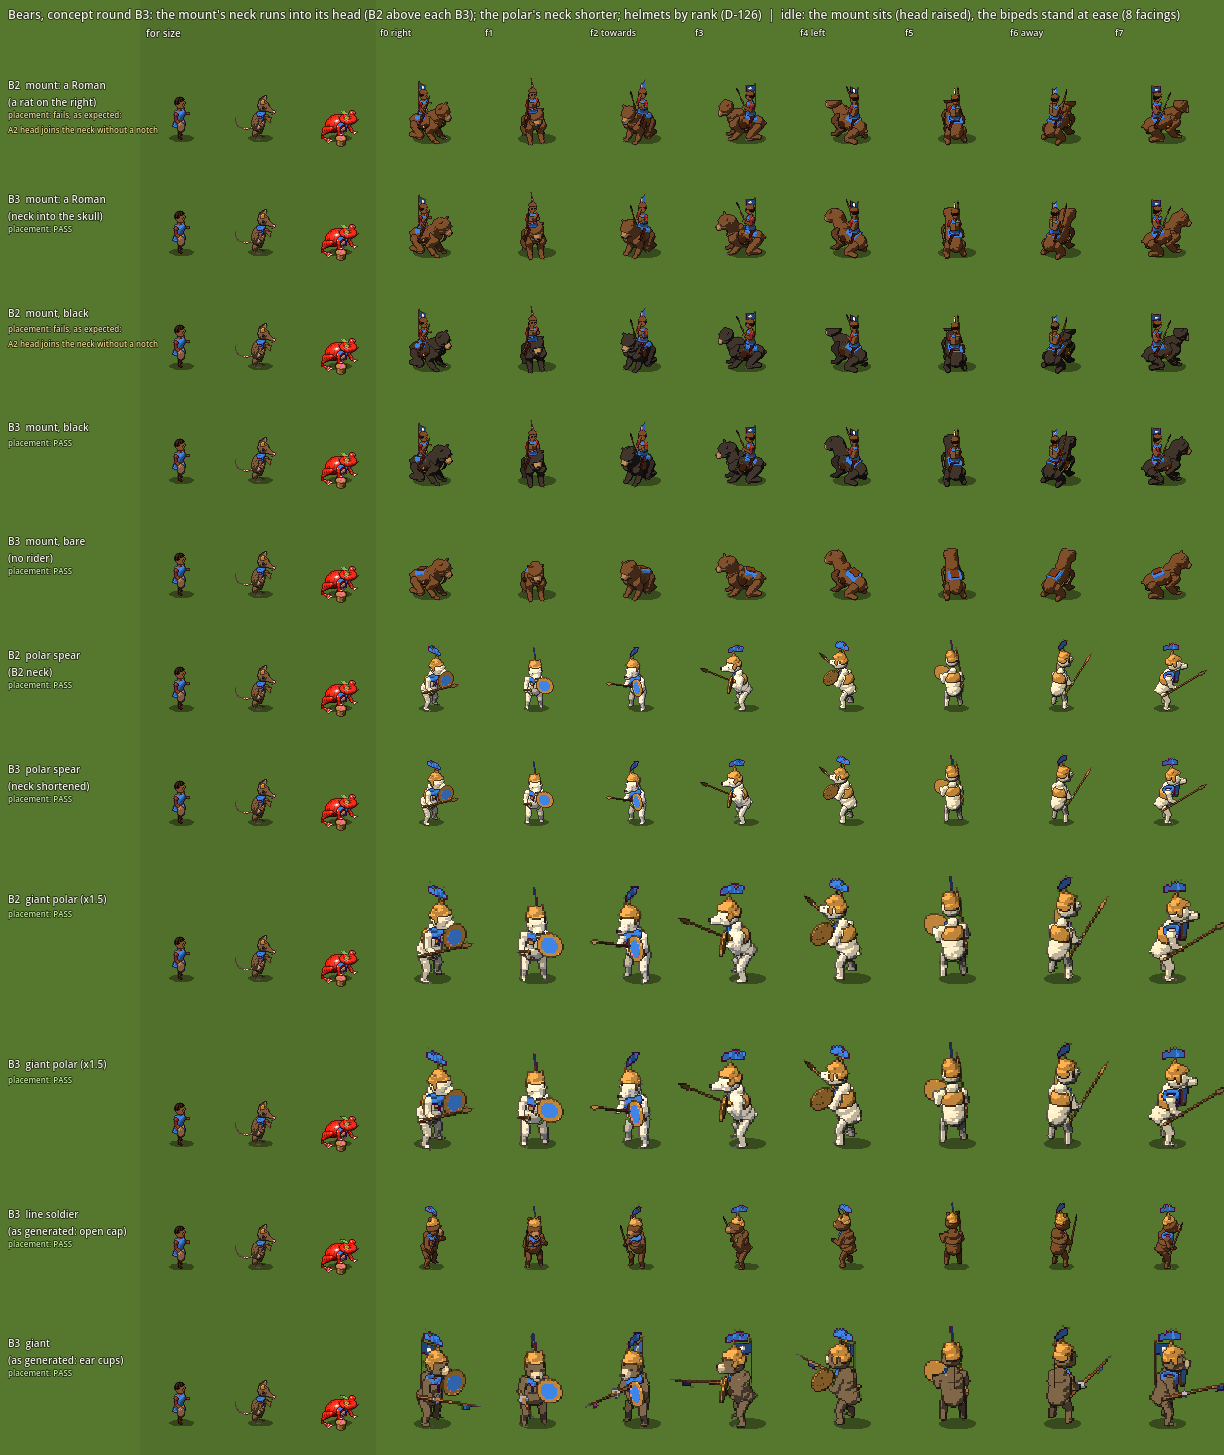 Bears, concept round B3: the mount's neck runs into its head (B2 above each B3); the polar's neck shorter; helmets by rank (D-126) | idle: the mount sits (head raised), the bipeds stand at ease (8 facings)
for size f0 right f1 f2 towards f3 f4 left f5 f6 away f7
B2 mount: a Roman
(a rat on the right)
placement: fails, as expected:
A2 head joins the neck without a notch
B3 mount: a Roman
(neck into the skull)
placement: PASS
B2 mount, black
placement: fails, as expected:
A2 head joins the neck without a notch
B3 mount, black
placement: PASS
B3 mount, bare
(no rider)
placement: PASS
B2 polar spear
(B2 neck)
placement: PASS
B3 polar spear
(neck shortened)
placement: PASS
B2 giant polar (x1.5)
placement: PASS
B3 giant polar (x1.5)
placement: PASS
B3 line soldier
(as generated: open cap)
placement: PASS
B3 giant
(as generated: ear cups)
placement: PASS